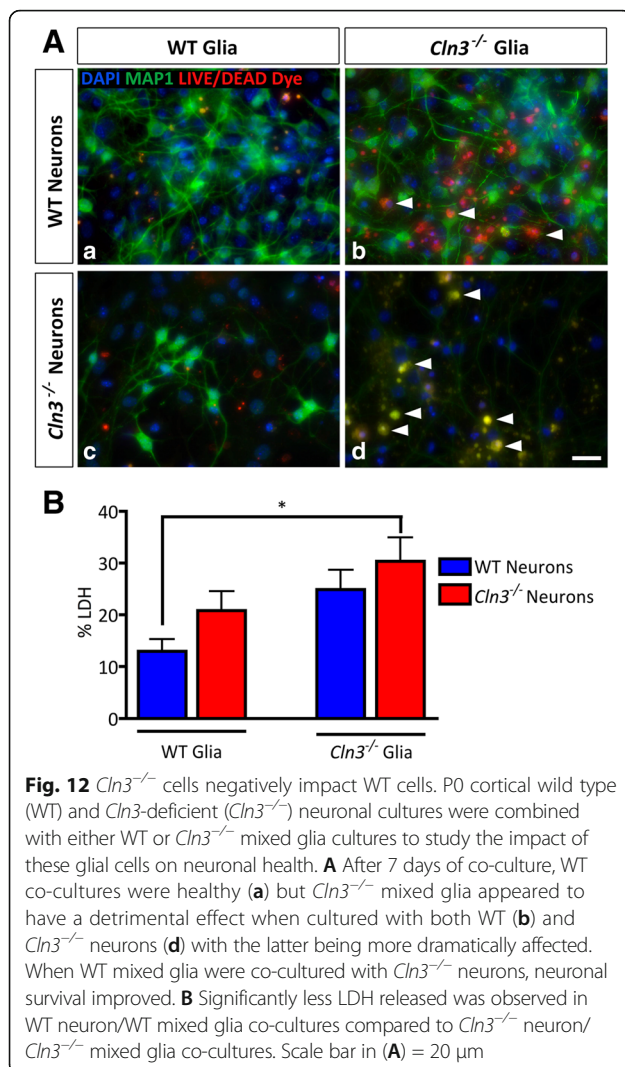 A
WT Glia
Cln3-/- Glia
WT Neurons
DAPI MAP1 LIVE/DEAD Dye
a
b
Cln3-/- Neurons
c
d
B
*
40
30
20
10
0
% LDH
WT Neurons
Cln3-/- Neurons
WT Glia
Cln3-/- Glia
Fig. 12 Cln3−/− cells negatively impact WT cells. P0 cortical wild type
(WT) and Cln3-deficient (Cln3−/−) neuronal cultures were combined
with either WT or Cln3−/− mixed glia cultures to study the impact of
these glial cells on neuronal health. A After 7 days of co-culture, WT
co-cultures were healthy (a) but Cln3−/− mixed glia appeared to
have a detrimental effect when cultured with both WT (b) and
Cln3−/− neurons (d) with the latter being more dramatically affected.
When WT mixed glia were co-cultured with Cln3−/− neurons, neuronal
survival improved. B Significantly less LDH released was observed in
WT neuron/WT mixed glia co-cultures compared to Cln3−/− neuron/
Cln3−/− mixed glia co-cultures. Scale bar in (A) = 20 μm